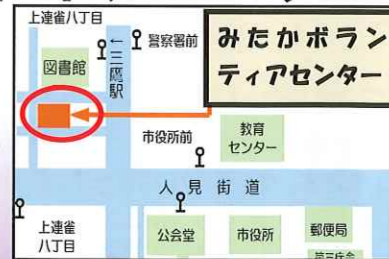 上連雀八丁目
警察署前
みたかボラン
ティアセンター
図書館
←三鷹駅
市役所前
教育
センター
人見街道
上連雀
八丁目
公会堂
市役所
郵便局